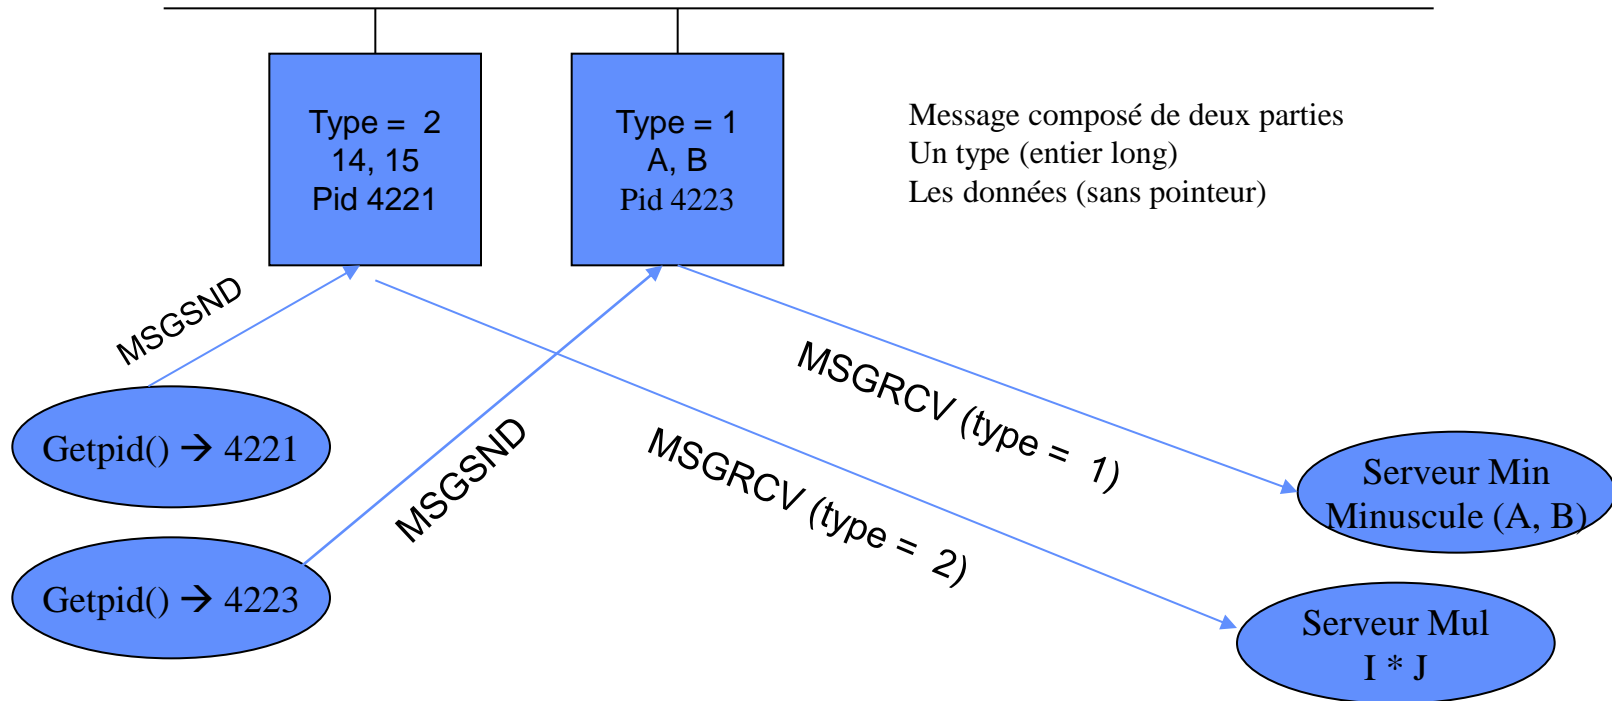 Type = 2
14, 15
Pid 4221
Type = 1
A, B
Pid 4223
Message composé de deux parties
Un type (entier long)
Les données (sans pointeur)
MSGSND
MSGSND
MSGRCV (type = 1)
MSGRCV (type = 2)
Getpid() → 4221
Getpid() → 4223
Serveur Min
Minuscule (A, B)
Serveur Mul
I * J